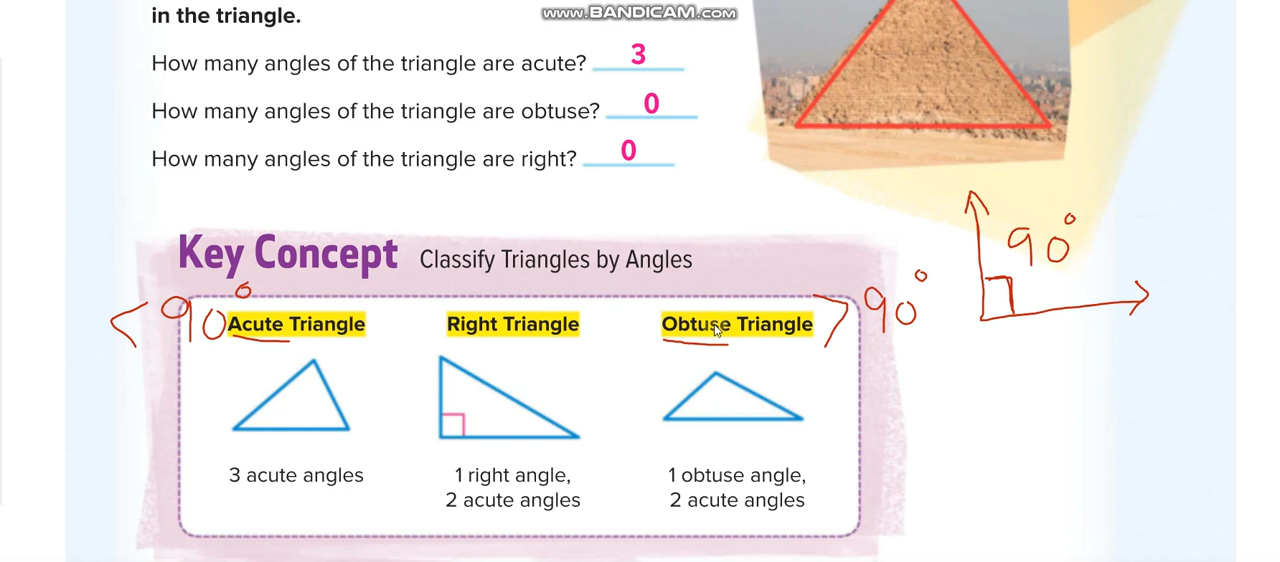 in the triangle.
www.BANDICAM.com
How many angles of the triangle are acute? 3
How many angles of the triangle are obtuse? 0
How many angles of the triangle are right? 0
90°
Key Concept Classify Triangles by Angles
<90° >90°
Acute Triangle Right Triangle Obtuse Triangle
3 acute angles 1 right angle, 1 obtuse angle,
2 acute angles 2 acute angles